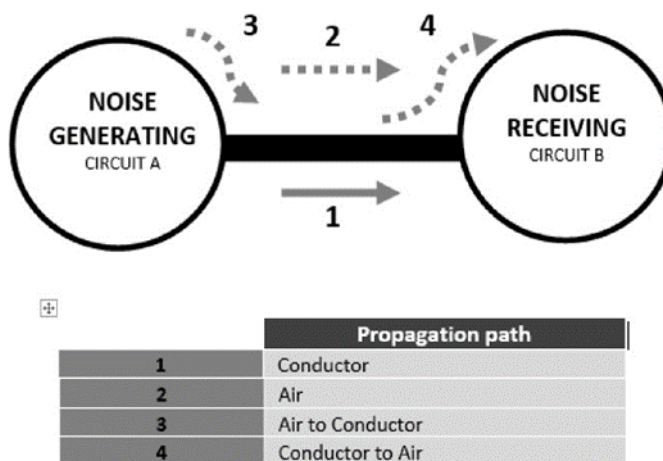 3
2
4
NOISE
GENERATING
CIRCUIT A
NOISE
RECEIVING
CIRCUIT B
1
Propagation path
1 Conductor
2 Air
3 Air to Conductor
4 Conductor to Air